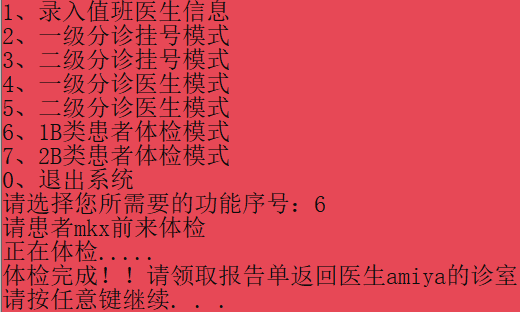 1、录入值班医生信息
2、一级分诊挂号模式
3、二级分诊挂号模式
4、一级分诊医生模式
5、二级分诊医生模式
6、1B类患者体检模式
7、2B类患者体检模式
0、退出系统
请选择您所需要的功能序号：6
请患者mkx前来体检
正在体检.....
体检完成！！请领取报告单返回医生amiya的诊室
请按任意键继续. . .